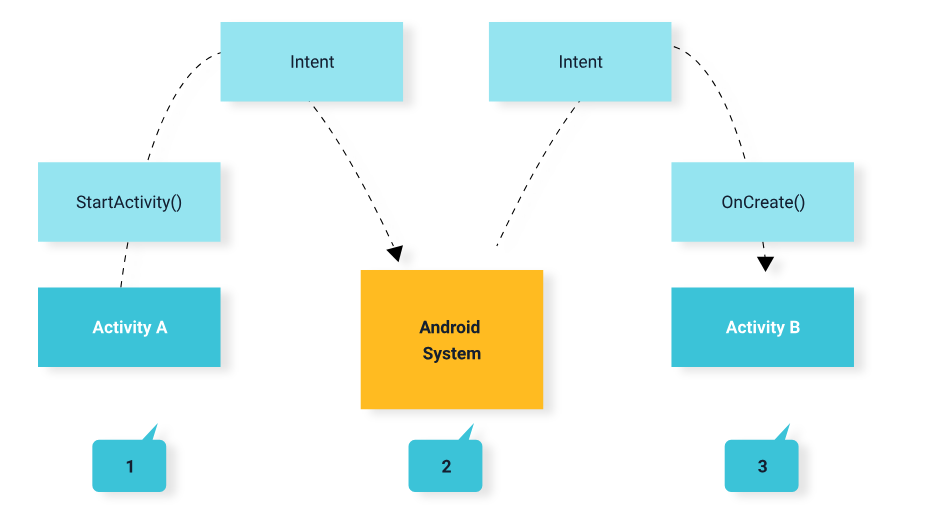 Intent
Intent
StartActivity()
OnCreate()
Activity A
Android
System
Activity B
1
2
3